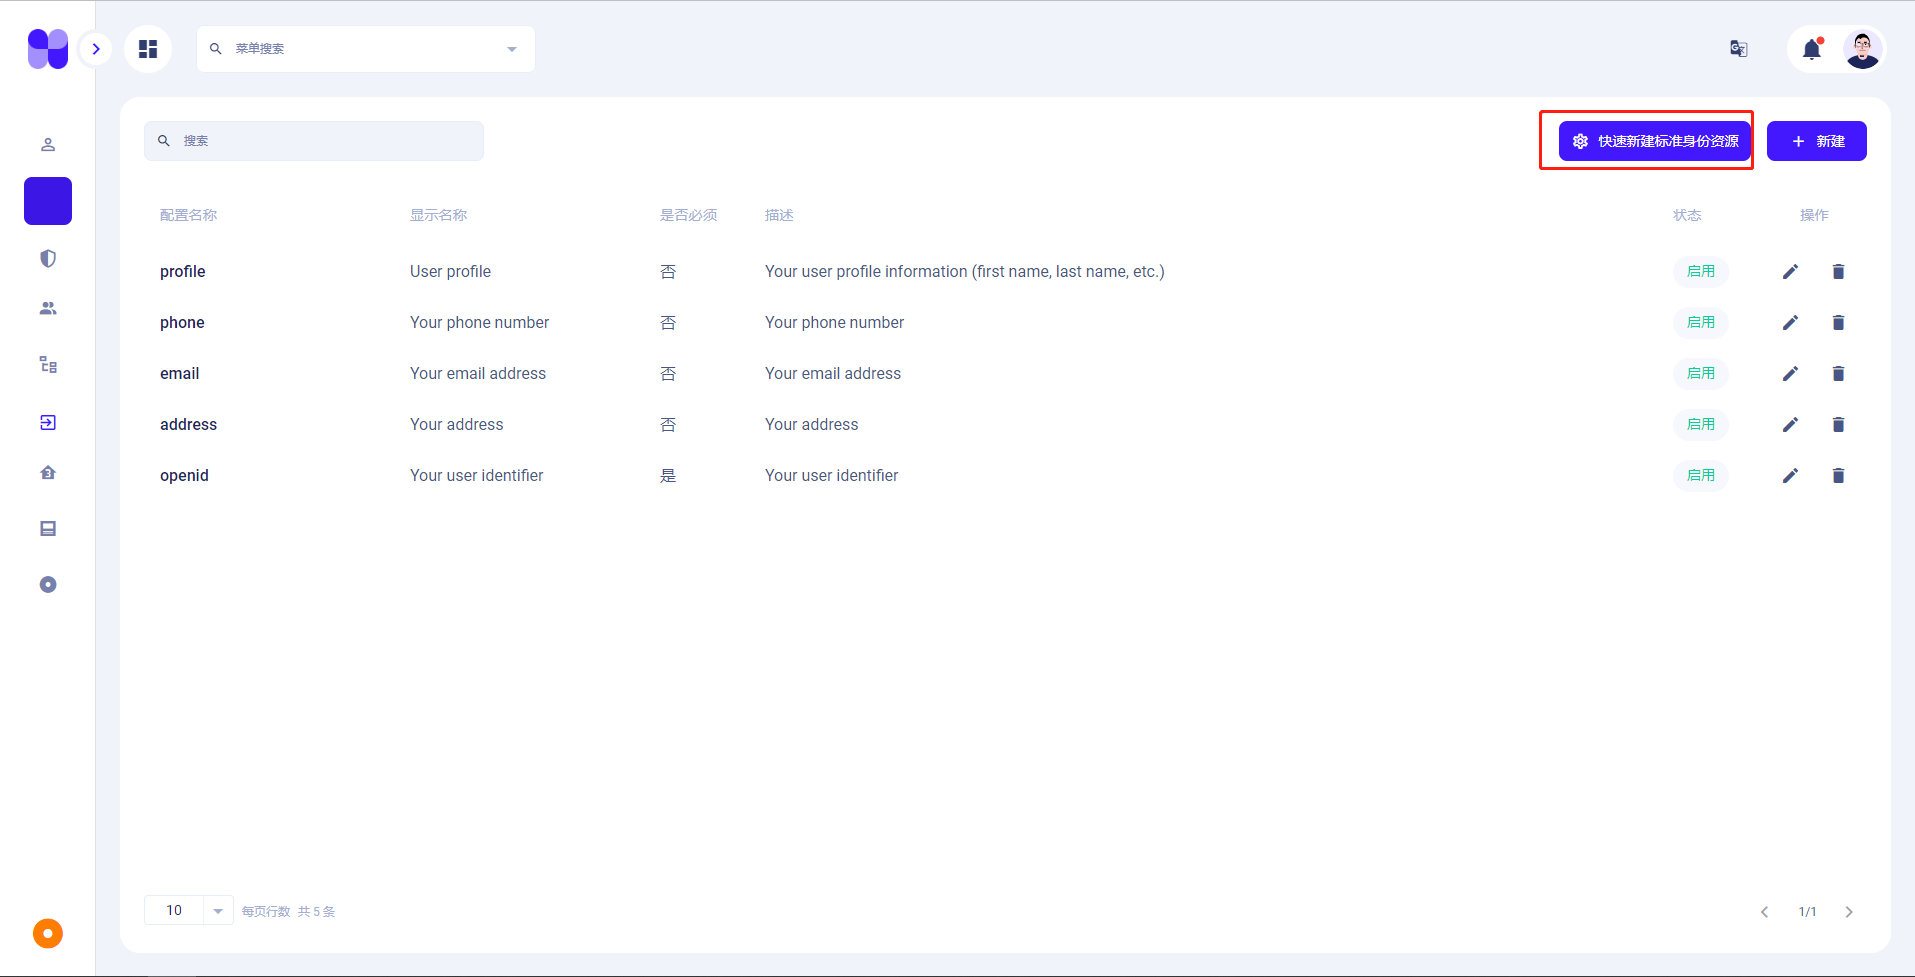 菜单搜索
搜索
快速新建标准身份资源
新建
配置名称 显示名称 是否必须 描述 状态 操作
profile User profile 否 Your user profile information (first name, last name, etc.) 启用
phone Your phone number 否 Your phone number 启用
email Your email address 否 Your email address 启用
address Your address 否 Your address 启用
openid Your user identifier 是 Your user identifier 启用
10 每页行数 共 5 条 1/1